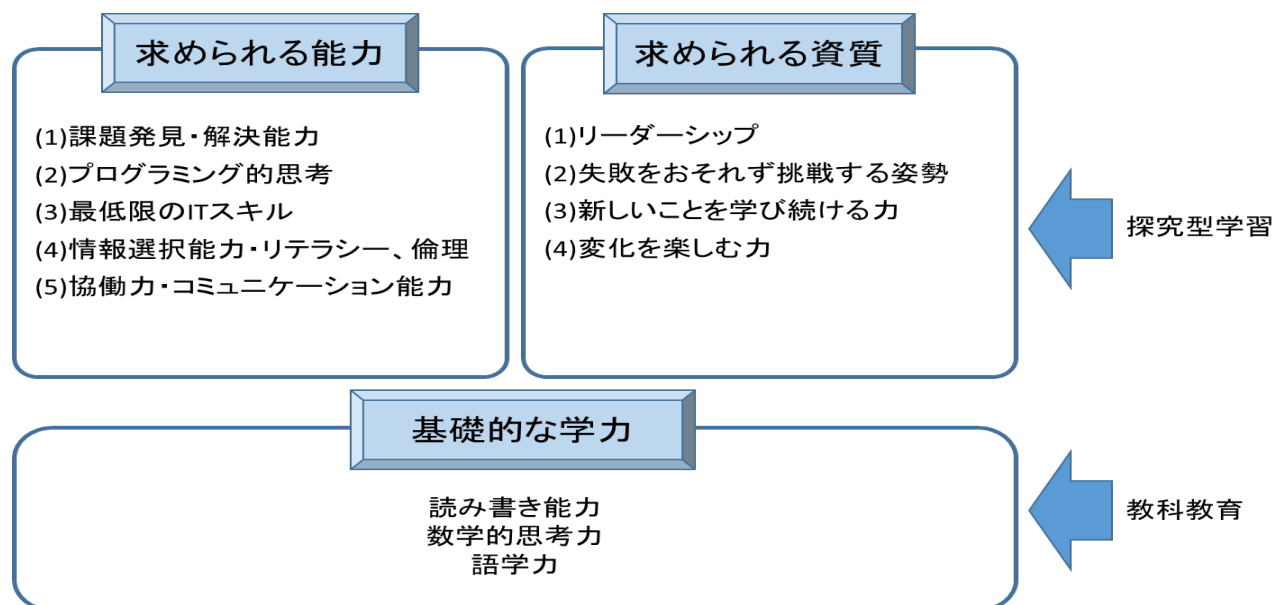 求められる能力
(1)課題発見・解決能力
(2)プログラミング的思考
(3)最低限のITスキル
(4)情報選択能力・リテラシー、倫理
(5)協働力・コミュニケーション能力
求められる資質
(1)リーダーシップ
(2)失敗をおそれず挑戦する姿勢
(3)新しいことを学び続ける力
(4)変化を楽しむ力
探究型学習
基礎的な学力
読み書き能力
数学的思考力
語学力
教科教育